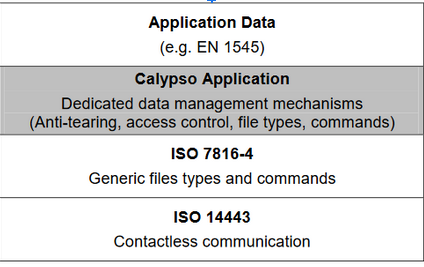 Application Data
(e.g. EN 1545)
Calypso Application
Dedicated data management mechanisms
(Anti-tearing, access control, file types, commands)
ISO 7816-4
Generic files types and commands
ISO 14443
Contactless communication